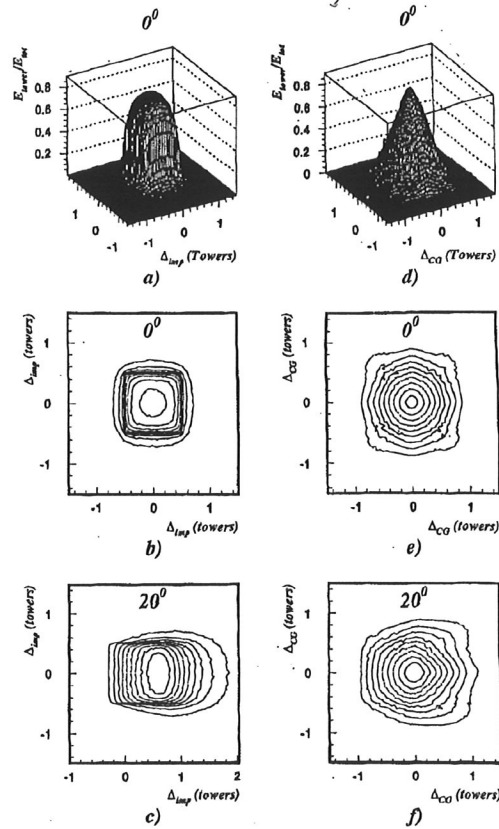 0⁰
0⁰
E_tower/E_tot
0.8
0.6
0.4
0.2
1
0
-1
-1
0
1
Δ_imp (Towers)
a)
E_tower/E_tot
0.8
0.6
0.4
0.2
0
1
0
-1
-1
0
1
Δ_CG (Towers)
d)
Δ_imp (towers)
0⁰
1
0
-1
-1
0
1
Δ_imp (towers)
b)
Δ_CG (towers)
0⁰
1
0
-1
-1
0
1
Δ_CG (towers)
e)
Δ_imp (towers)
20⁰
1
0
-1
-1
0
1
2
Δ_imp (towers)
c)
Δ_CG (towers)
20⁰
1
0
-1
-1
0
1
Δ_CG (towers)
f)